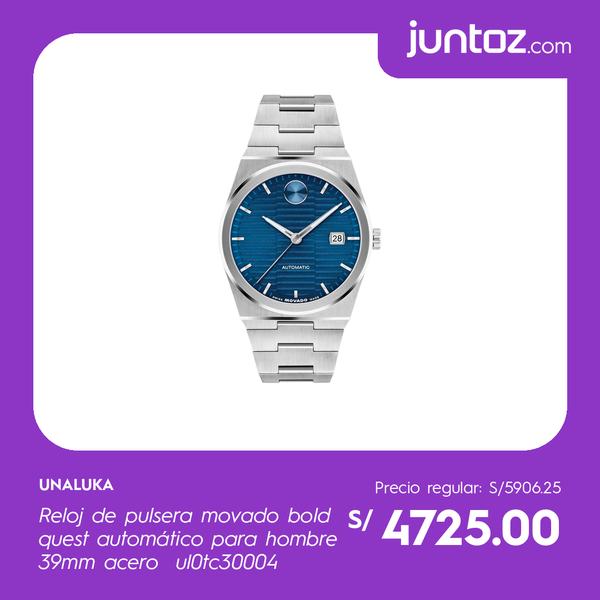 juntoz.com
28
AUTOMATIC
SWISS MOVADO MADE
UNALUKA
Reloj de pulsera movado bold
quest automático para hombre
39mm acero ul0tc30004
Precio regular: S/5906.25
S/ 4725.00